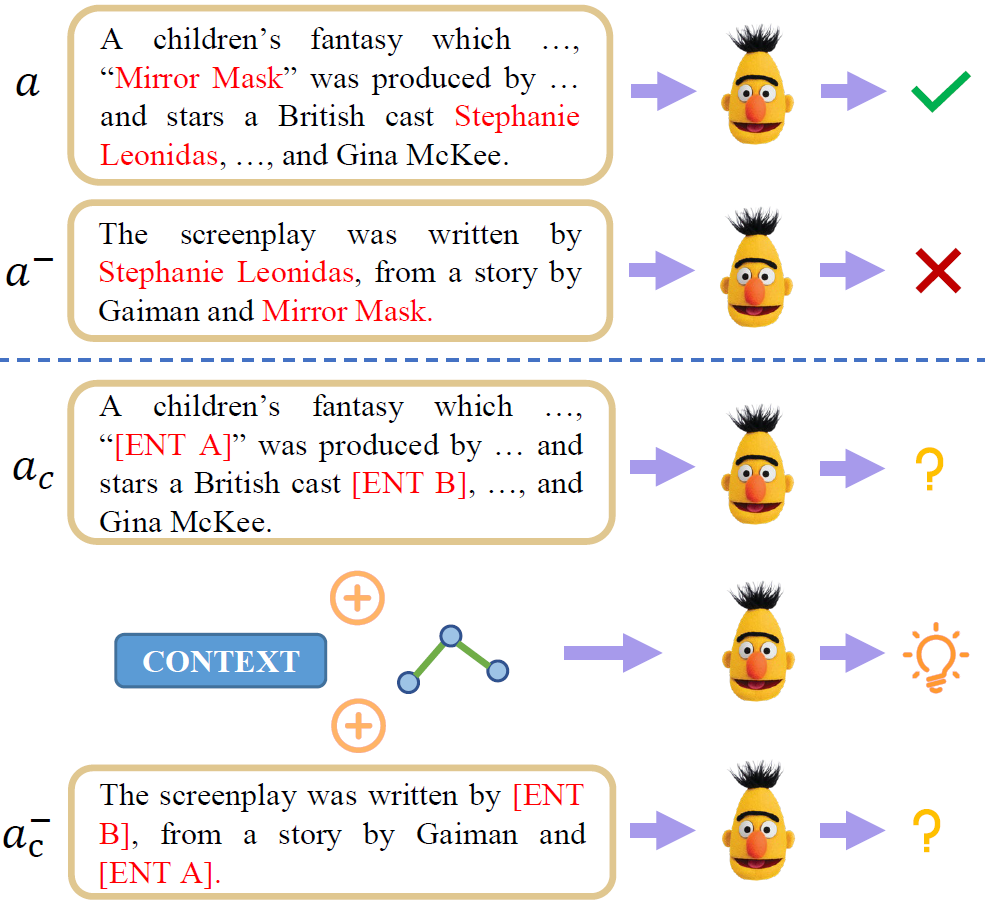 a
A children’s fantasy which …,
“Mirror Mask” was produced by …
and stars a British cast Stephanie
Leonidas, …, and Gina McKee.
a⁻
The screenplay was written by
Stephanie Leonidas, from a story by
Gaiman and Mirror Mask.
a_c
A children’s fantasy which …,
“[ENT A]” was produced by … and
stars a British cast [ENT B], …, and
Gina McKee.
?
CONTEXT
a_c⁻
The screenplay was written by [ENT
B], from a story by Gaiman and
[ENT A].
?